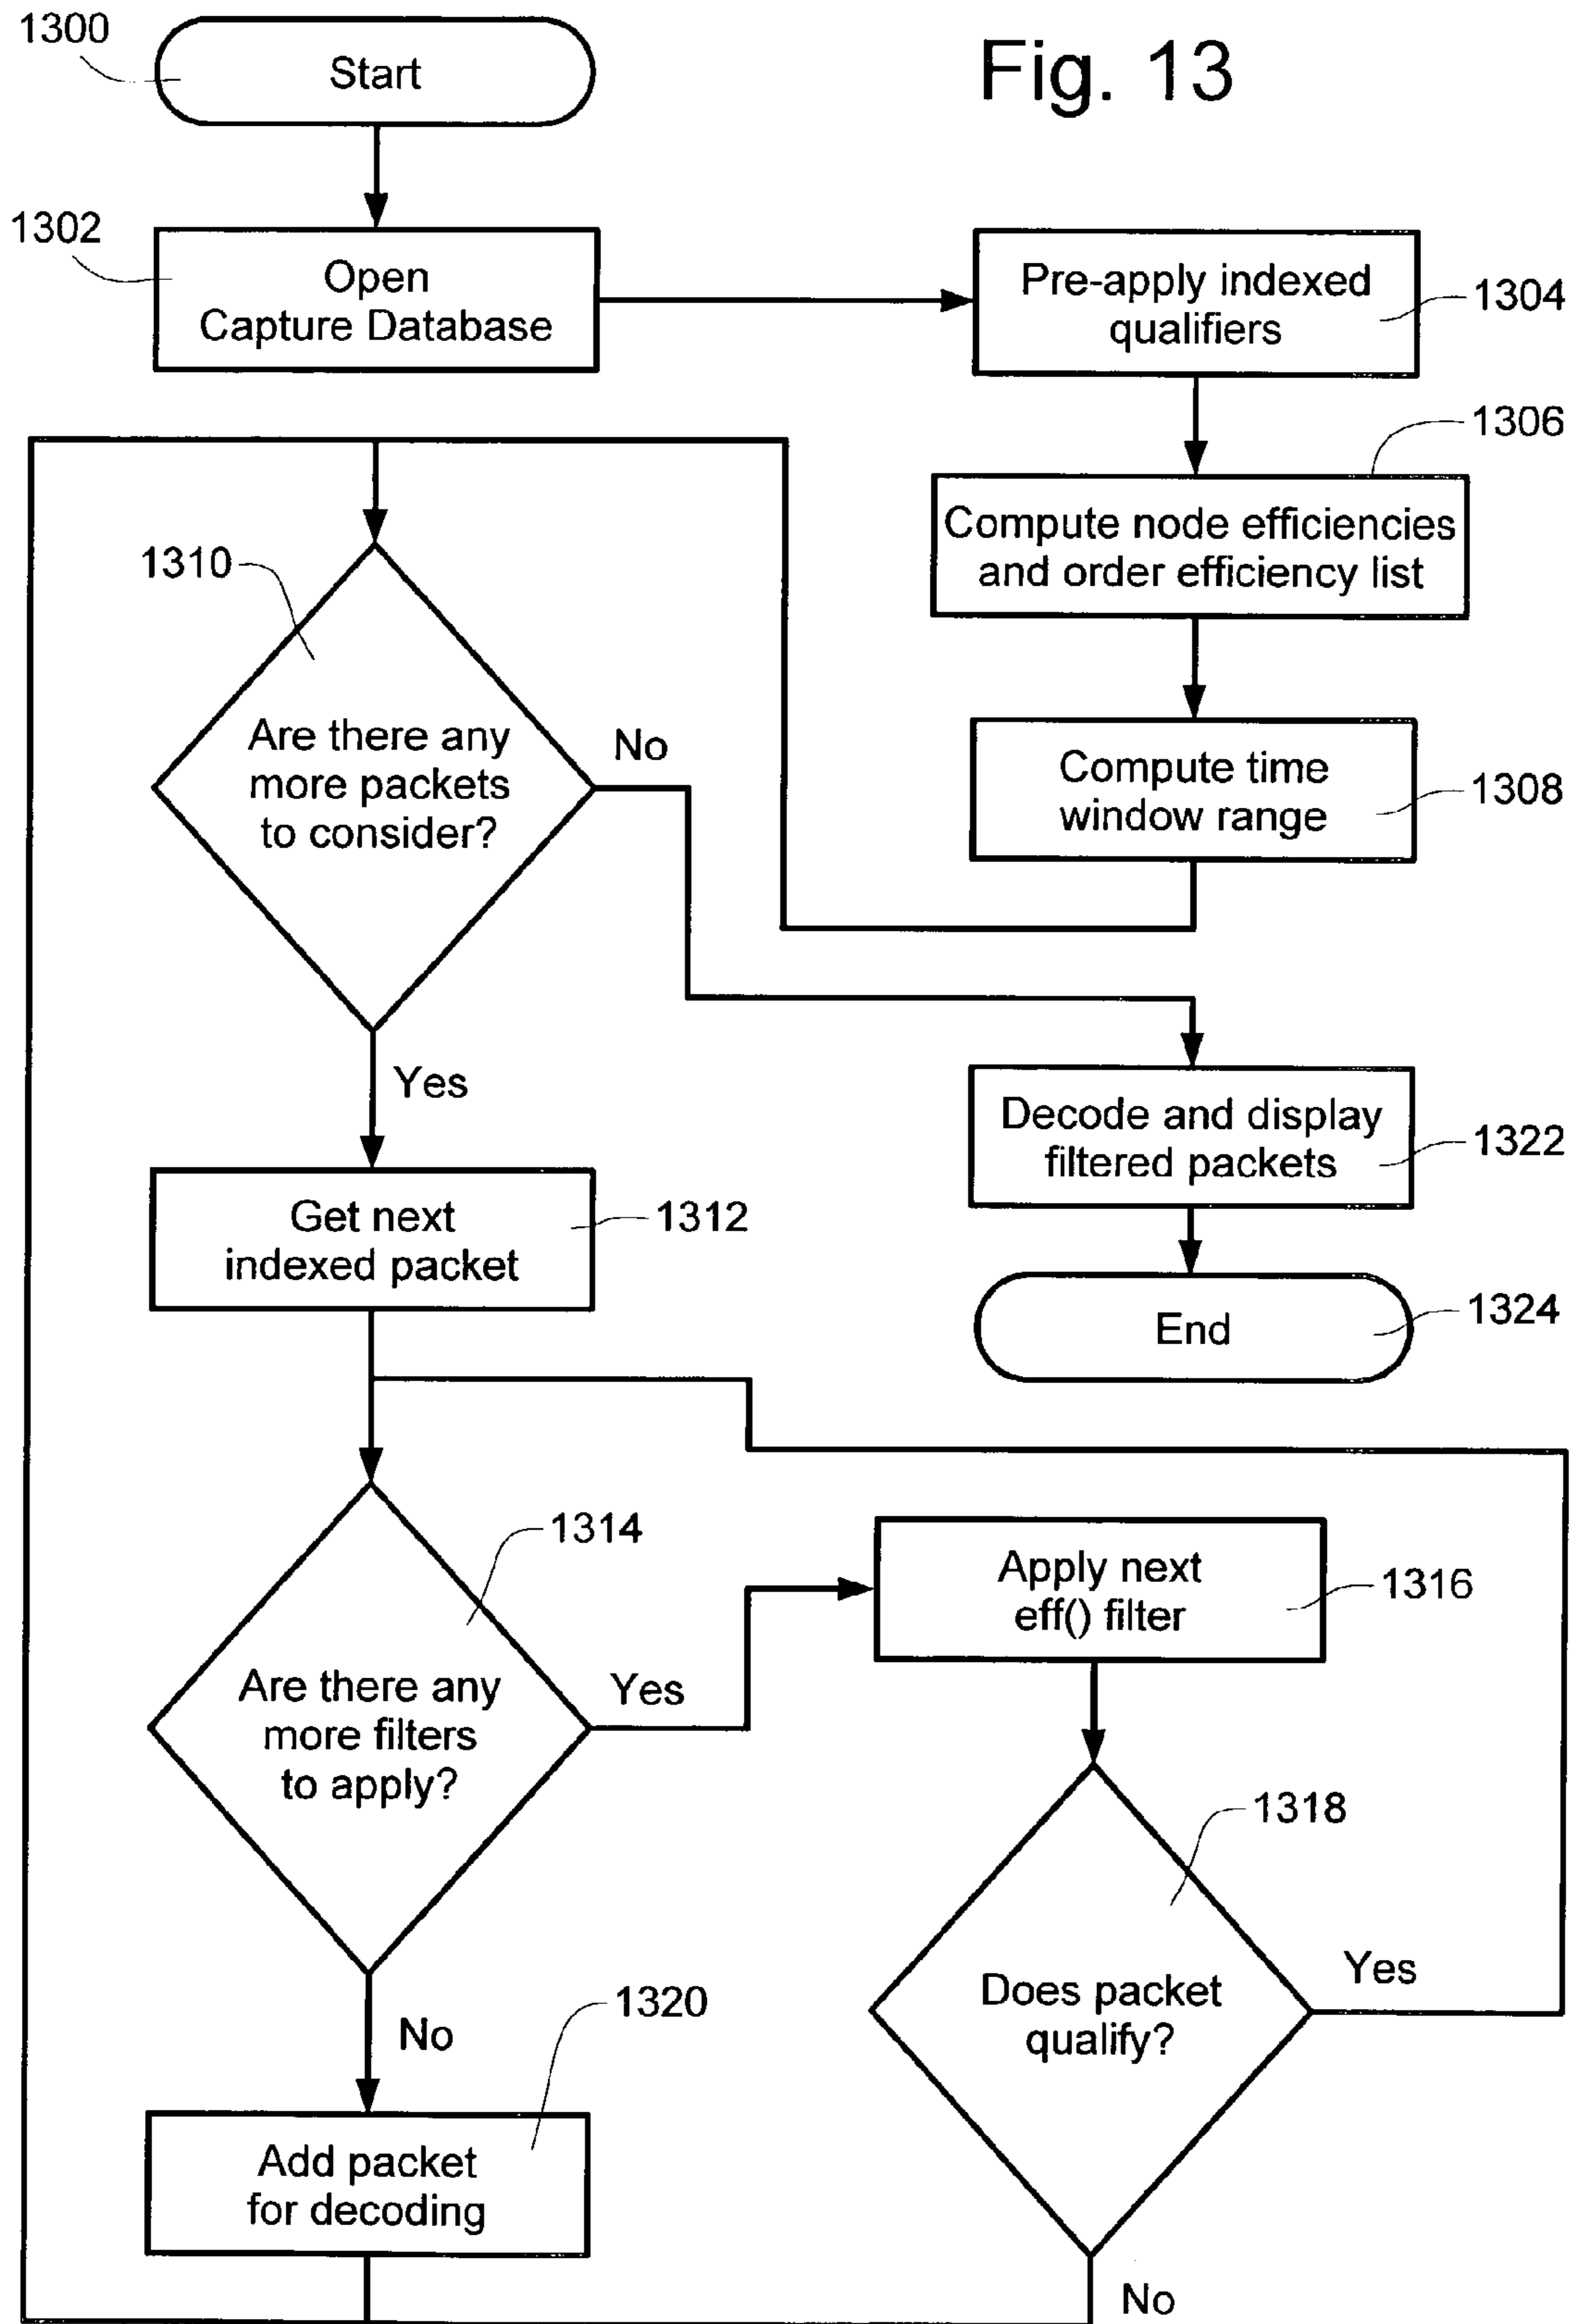 Fig. 13
1300
Start
1302
Open
Capture Database
Pre-apply indexed
qualifiers
1304
1306
Compute node efficiencies
and order efficiency list
Compute time
window range
1308
1310
Are there any
more packets
to consider?
No
Yes
Decode and display
filtered packets
1322
End
1324
Get next
indexed packet
1312
1314
Are there any
more filters
to apply?
Yes
Apply next
eff() filter
1316
1318
Does packet
qualify?
Yes
No
No
1320
Add packet
for decoding